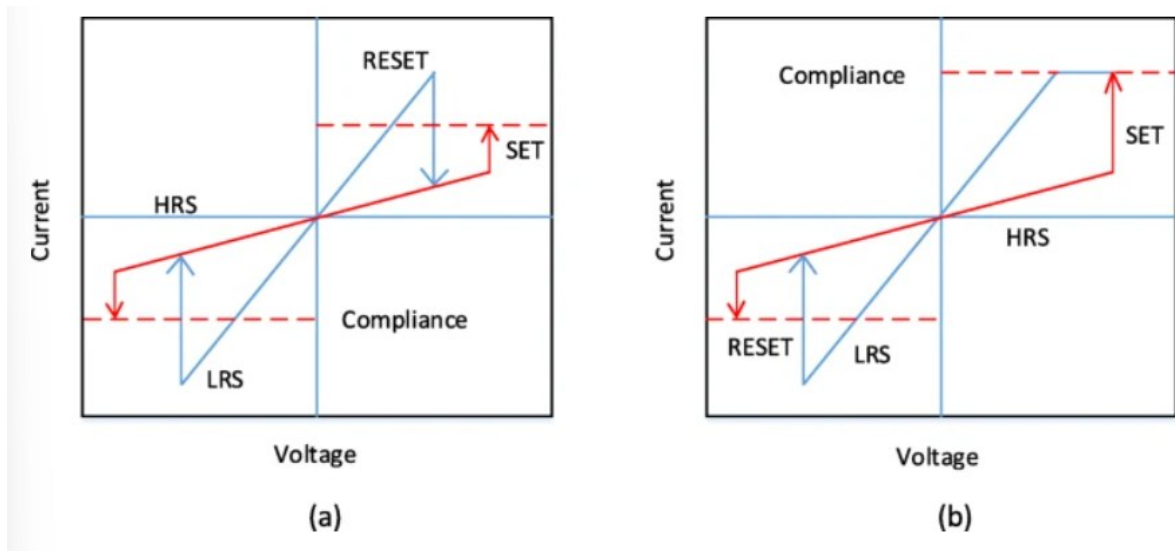 RESET
SET
HRS
Current
Compliance
LRS
Voltage
(a)
Compliance
SET
Current
HRS
RESET
LRS
Voltage
(b)